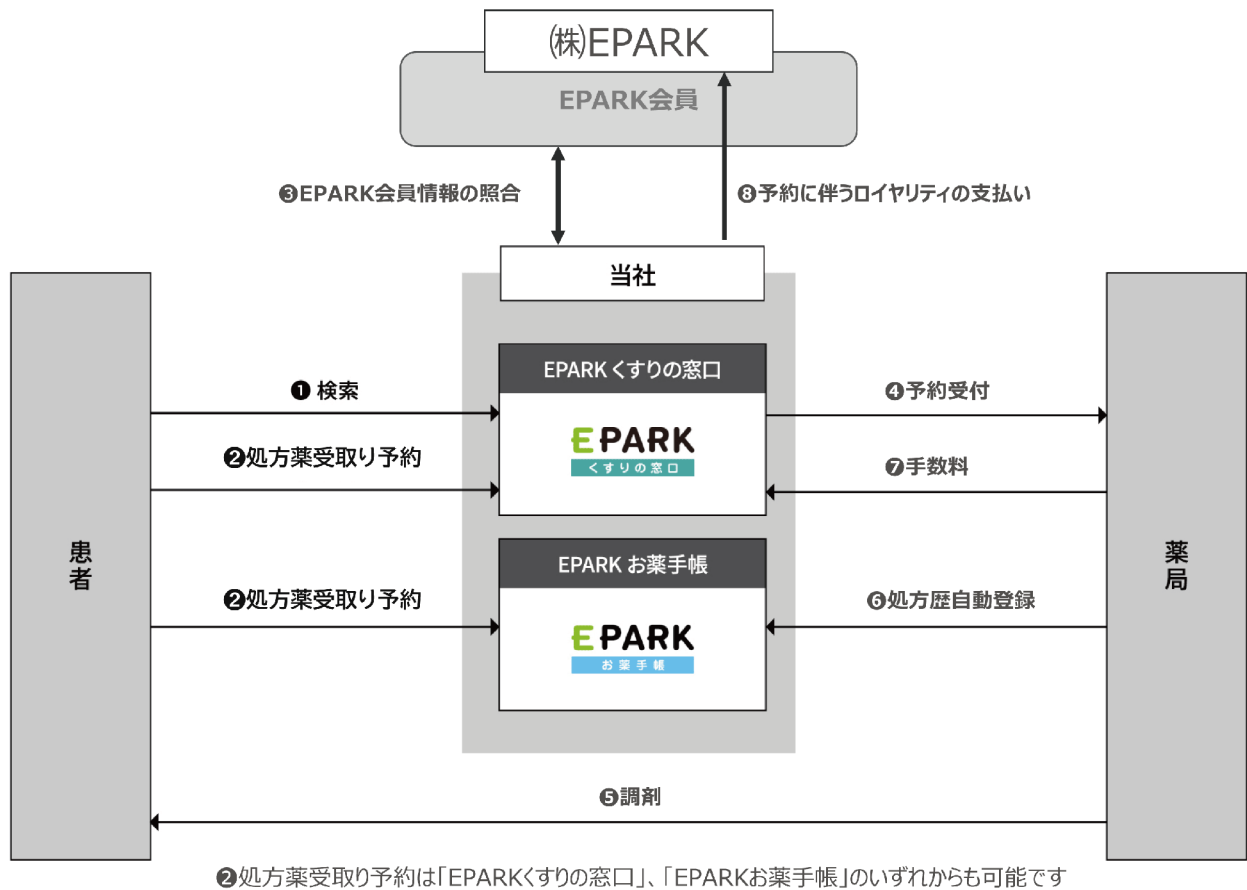 ㈱EPARK
EPARK会員
❸EPARK会員情報の照合
❽予約に伴うロイヤリティの支払い
当社
EPARK くすりの窓口
❶ 検索
❹予約受付
EPARK
くすりの窓口
❷処方薬受取り予約
❼手数料
患者
薬局
EPARK お薬手帳
❷処方薬受取り予約
❻処方歴自動登録
EPARK
お薬手帳
❺調剤
❷処方薬受取り予約は「EPARKくすりの窓口」、「EPARKお薬手帳」のいずれからも可能です